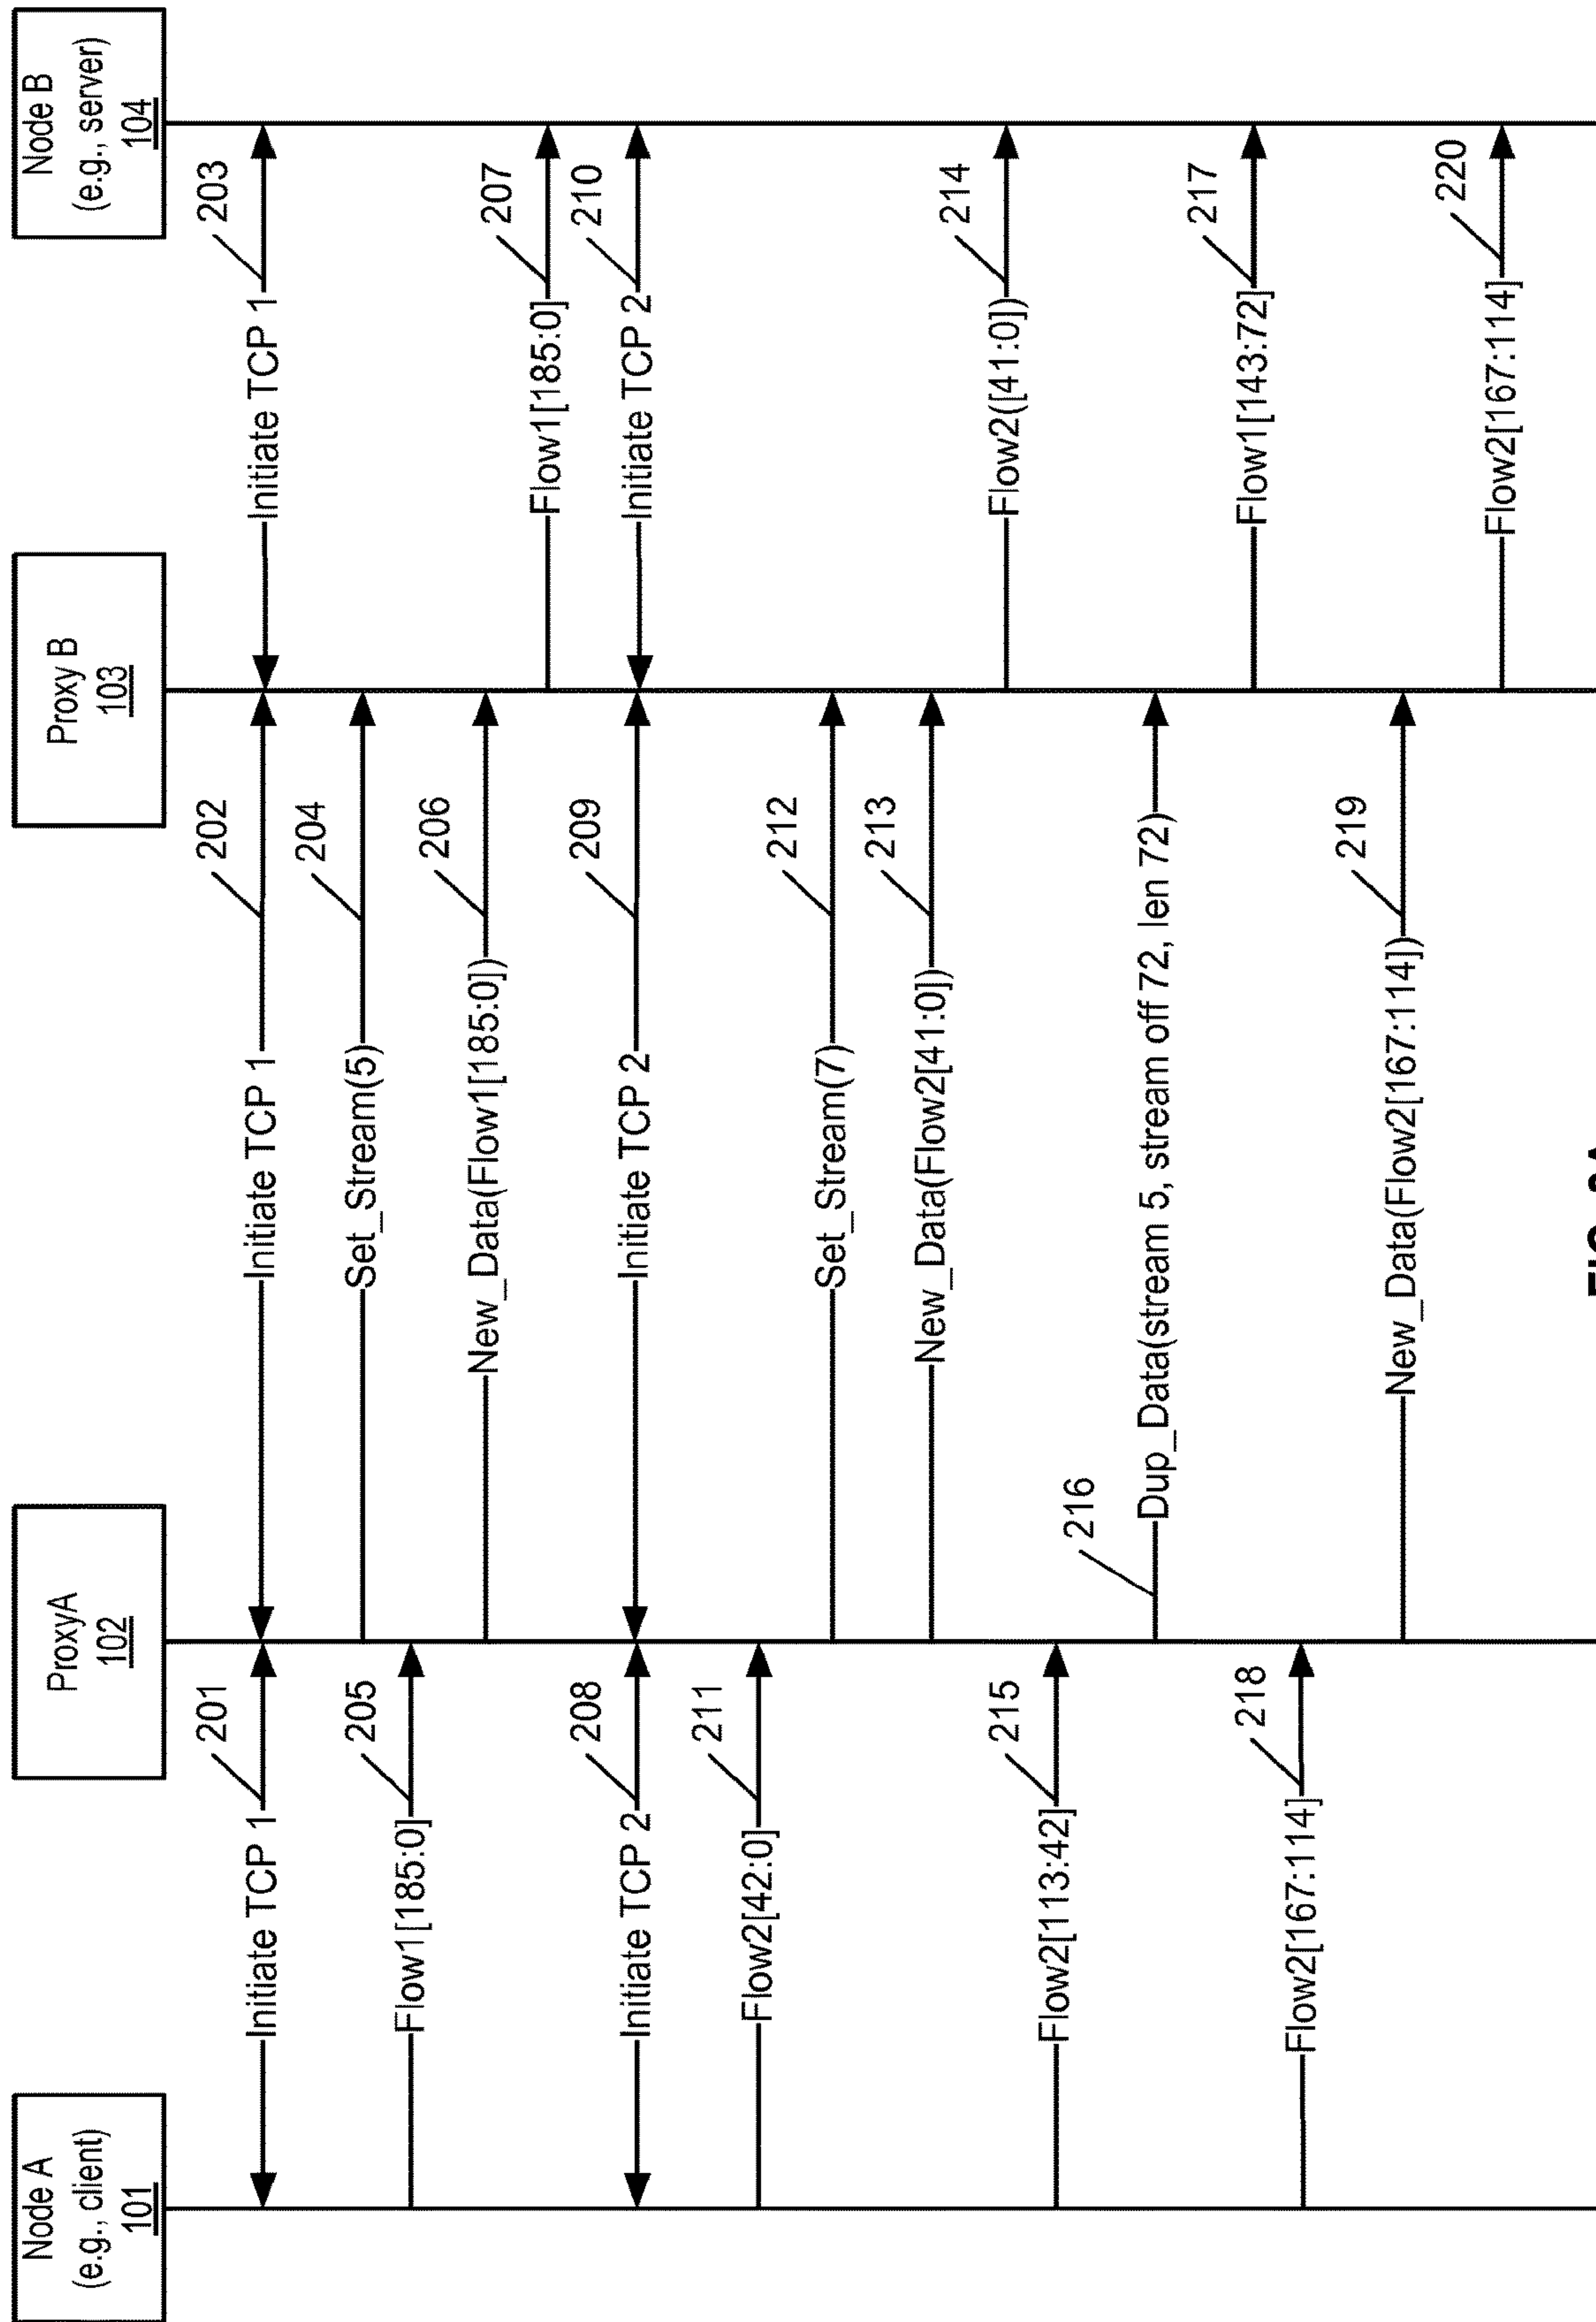 Node A
(e.g., client)
101
ProxyA
102
Proxy B
103
Node B
(e.g., server)
104
Initiate TCP 1
201
Initiate TCP 1
202
Initiate TCP 1
203
Set_Stream(5)
204
Flow1[185:0]
205
New_Data(Flow1[185:0])
206
Flow1[185:0]
207
Initiate TCP 2
208
Initiate TCP 2
209
Initiate TCP 2
210
Flow2[42:0]
211
Set_Stream(7)
212
New_Data(Flow2[41:0])
213
Flow2([41:0])
214
Flow2[113:42]
215
216
Dup_Data(stream 5, stream off 72, len 72)
Flow1[143:72]
217
Flow2[167:114]
218
New_Data(Flow2[167:114])
219
Flow2[167:114]
220